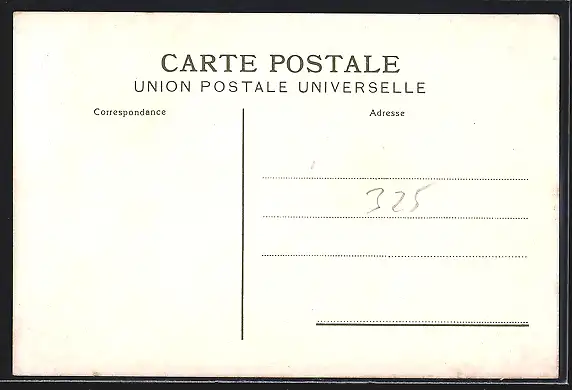 CARTE POSTALE
UNION POSTALE UNIVERSELLE
Correspondance
Adresse
325